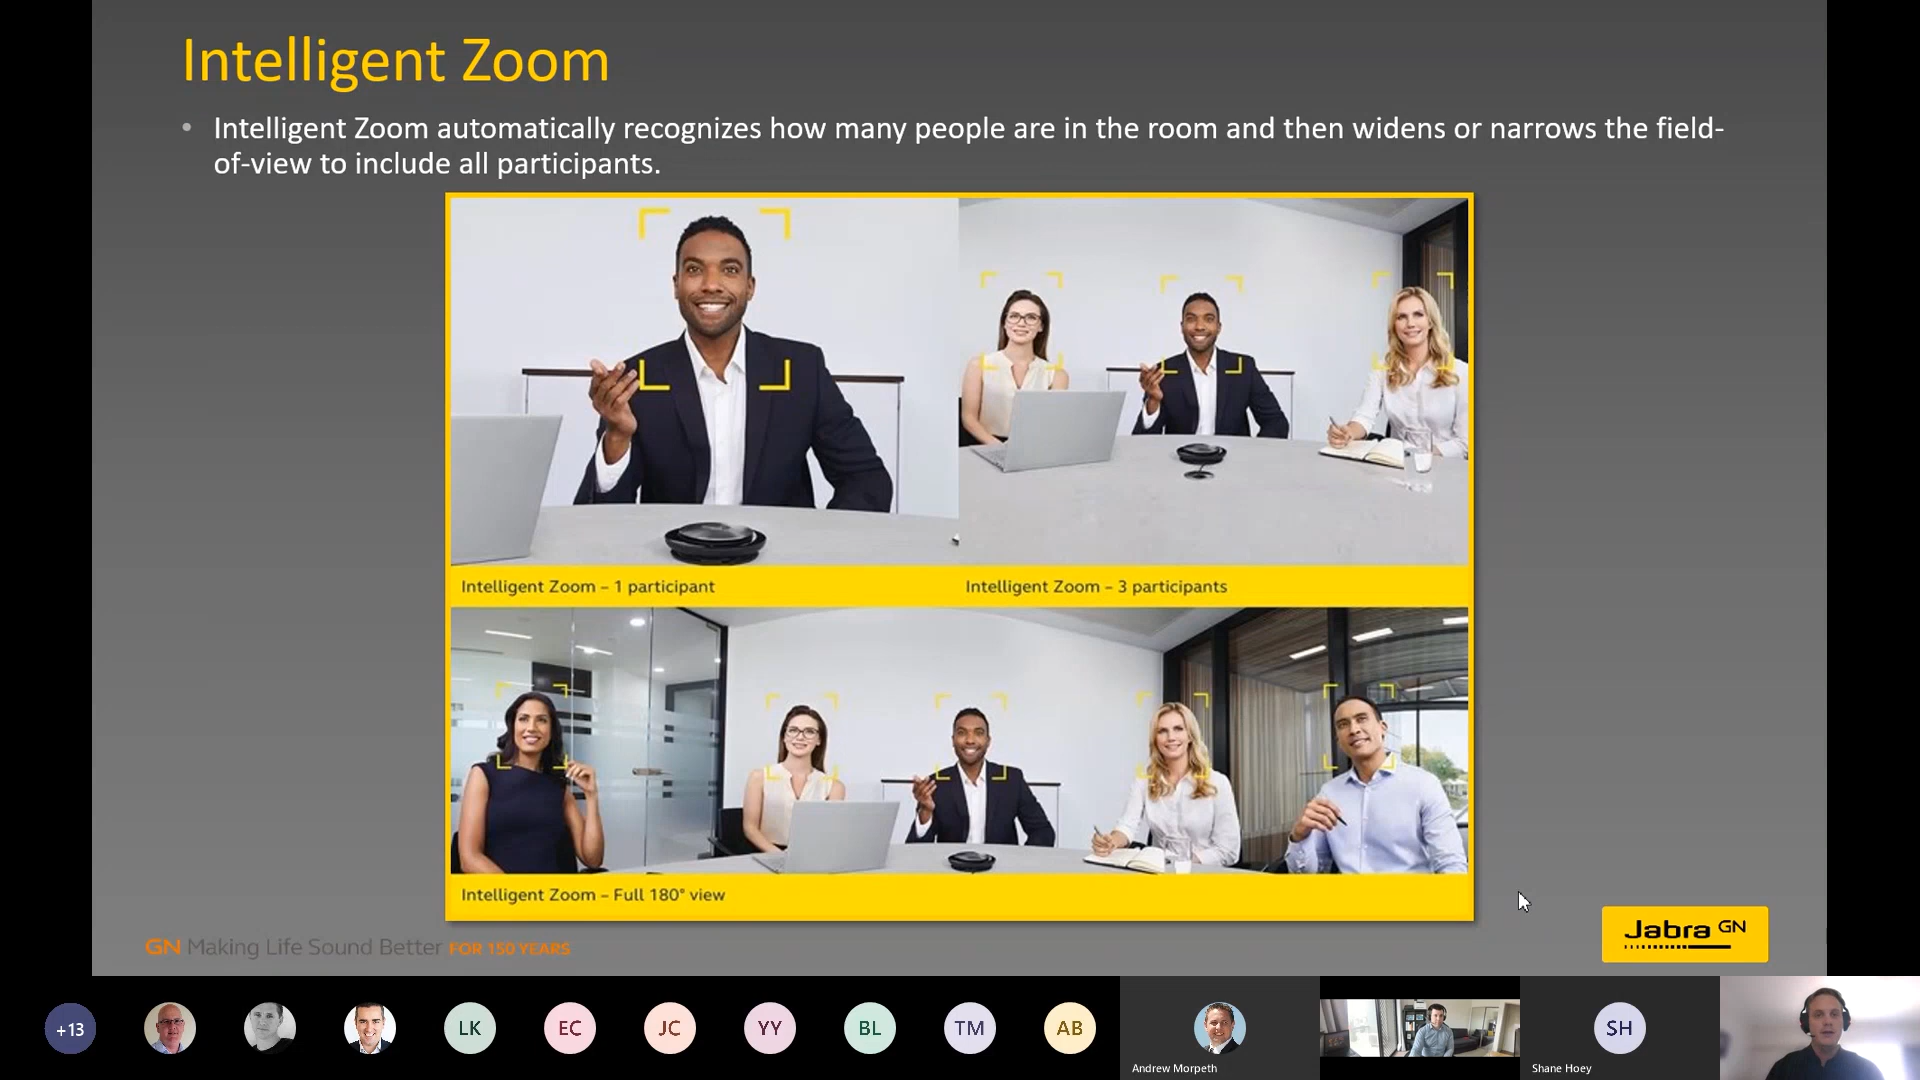 Intelligent Zoom
• Intelligent Zoom automatically recognizes how many people are in the room and then widens or narrows the field-
of-view to include all participants.
Intelligent Zoom – 1 participant
Intelligent Zoom – 3 participants
Intelligent Zoom – Full 180° view
GN Making Life Sound Better FOR 150 YEARS
Jabra GN
+13
LK
EC
JC
YY
BL
TM
AB
Andrew Morpeth
SH
Shane Hoey